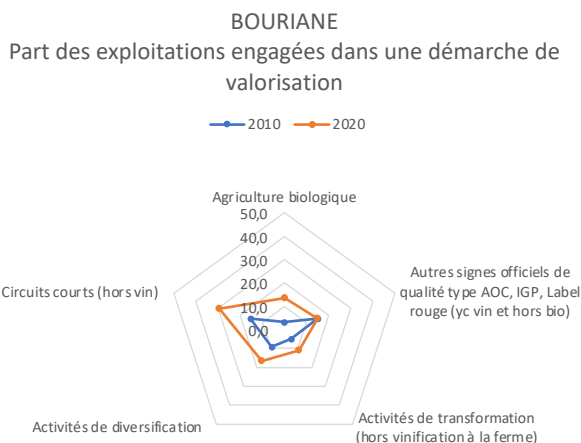 BOURIANE
Part des exploitations engagées dans une démarche de
valorisation
2010
2020
Agriculture biologique
50,0
40,0
30,0
20,0
10,0
0,0
Autres signes officiels de
qualité type AOC, IGP, Label
rouge (yc vin et hors bio)
Circuits courts (hors vin)
Activités de transformation
(hors vinification à la ferme)
Activités de diversification